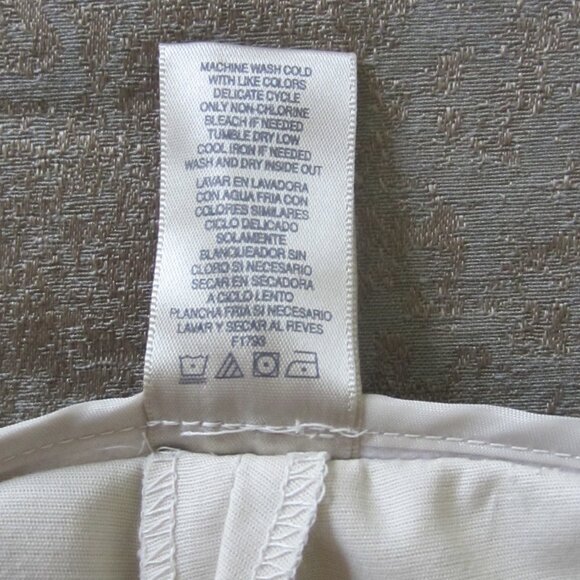 MACHINE WASH COLD
WITH LIKE COLORS
DELICATE CYCLE
ONLY NON-CHLORINE
BLEACH IF NEEDED
TUMBLE DRY LOW
COOL IRON IF NEEDED
WASH AND DRY INSIDE OUT
LAVAR EN LAVADORA
CON AQUA FRIA CON
COLORES SIMILARES
CICLO DELICADO
SOLAMENTE
BLANQUEADOR SIN
CLORO SI NECESARIO
SECAR EN SECADORA
A CICLO LENTO
PLANCHA FRIA SI NECESARIO
LAVAR Y SECAR AL REVES
F1793